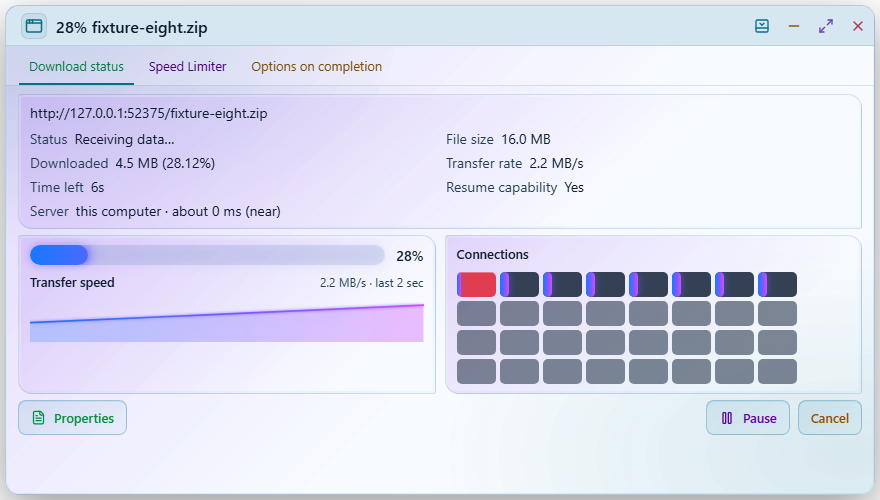 28% fixture-eight.zip
Download status Speed Limiter Options on completion
http://127.0.0.1:52375/fixture-eight.zip
Status Receiving data...
File size 16.0 MB
Downloaded 4.5 MB (28.12%)
Transfer rate 2.2 MB/s
Time left 6s
Resume capability Yes
Server this computer · about 0 ms (near)
28%
Transfer speed 2.2 MB/s · last 2 sec
Connections
Properties
Pause
Cancel